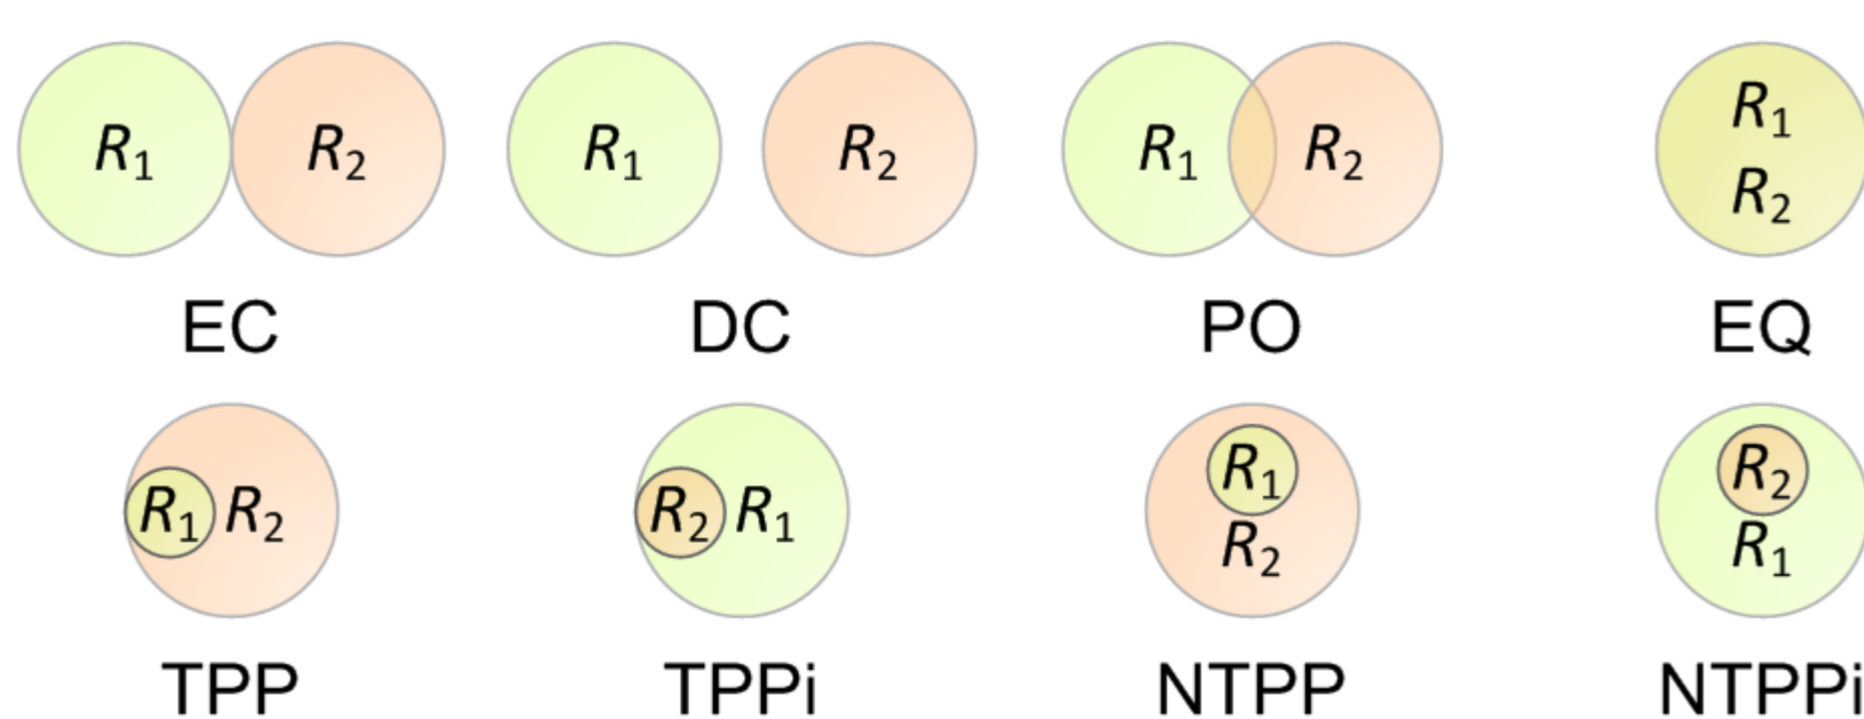 R1 R2 R1 R2 R1 R2 R1
R2
EC DC PO EQ
R1 R2 R2 R1 R1 R2
R2 R1
TPP TPPi NTPP NTPPi